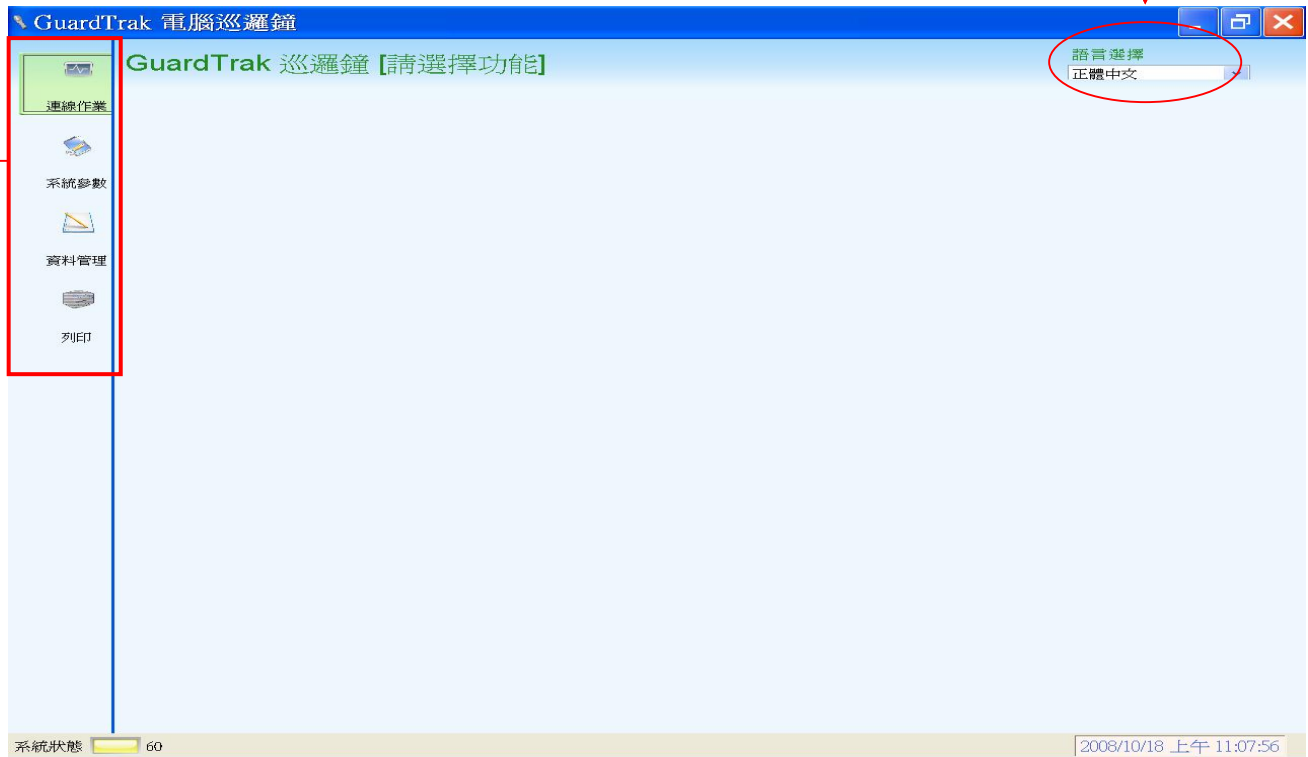 GuardTrak 電腦巡邏鐘
GuardTrak 巡邏鐘 [請選擇功能]
語言選擇
正體中文
連線作業
系統參數
資料管理
列印
系統狀態 60
2008/10/18 上午 11:07:56